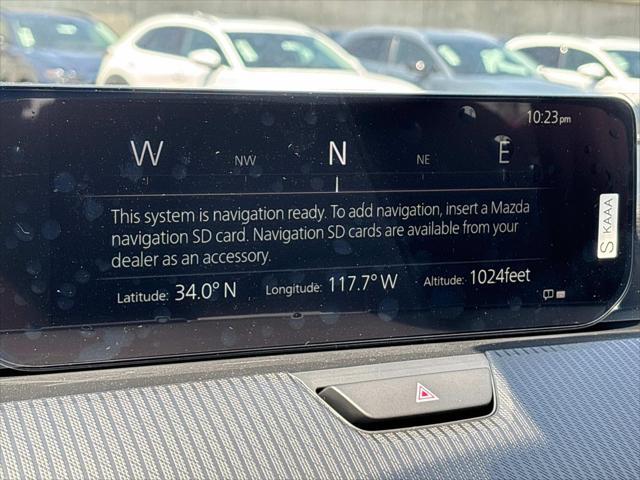 10:23pm
W NW N NE E
This system is navigation ready. To add navigation, insert a Mazda
navigation SD card. Navigation SD cards are available from your
dealer as an accessory.
Latitude: 34.0° N Longitude: 117.7° W Altitude: 1024feet